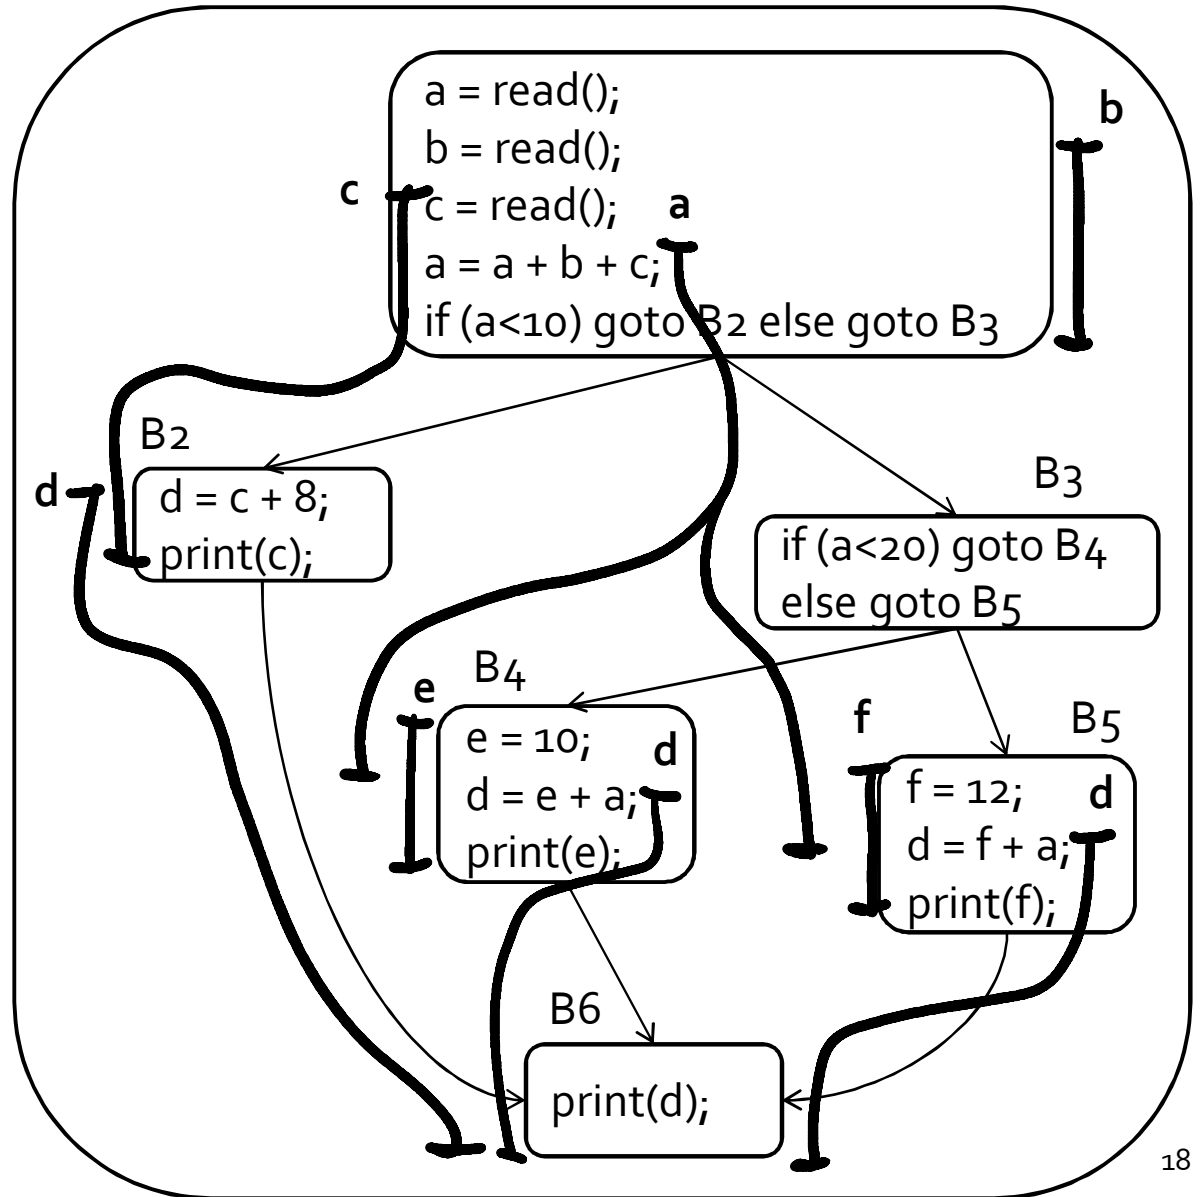 a = read();
b
b = read();
c
c = read();
a
a = a + b + c;
if (a<10) goto B2 else goto B3
B2
B3
d
d = c + 8;
print(c);
if (a<20) goto B4
else goto B5
B4
e
e = 10;
d
d = e + a;
print(e);
f
B5
f = 12;
d
d = f + a;
print(f);
B6
print(d);
18